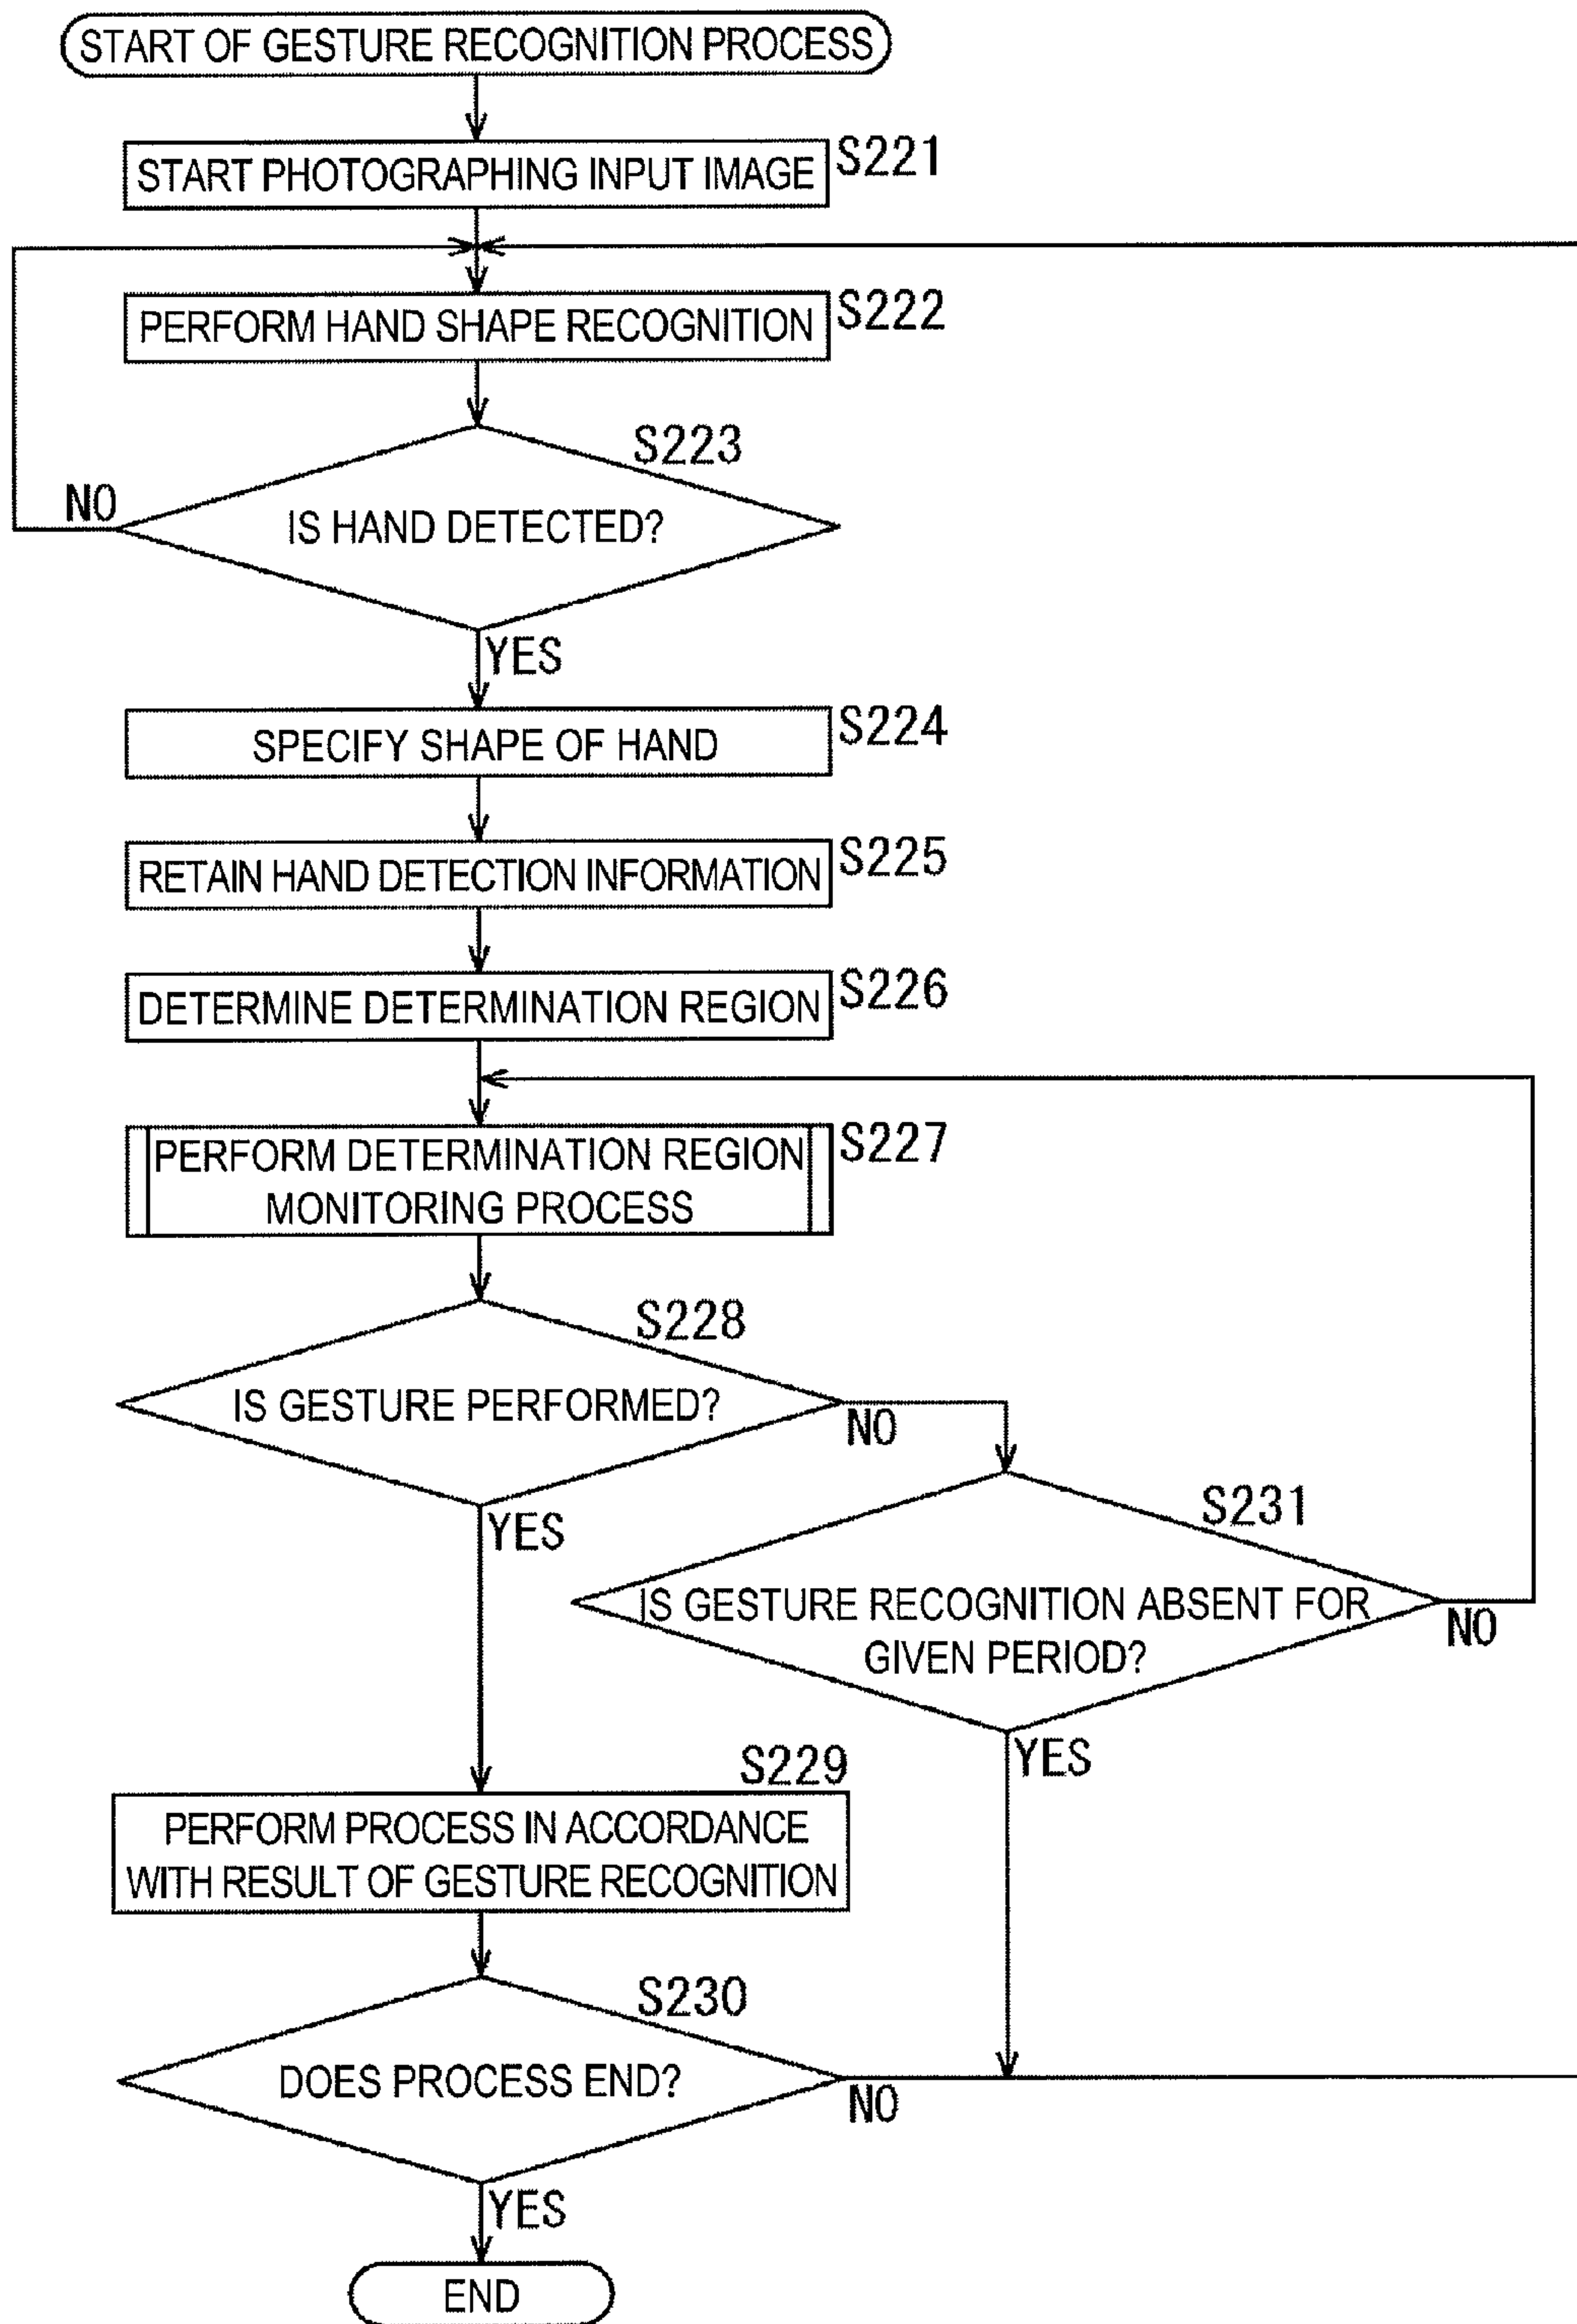 START OF GESTURE RECOGNITION PROCESS
START PHOTOGRAPHING INPUT IMAGE
S221
PERFORM HAND SHAPE RECOGNITION
S222
S223
NO
IS HAND DETECTED?
YES
SPECIFY SHAPE OF HAND
S224
RETAIN HAND DETECTION INFORMATION
S225
DETERMINE DETERMINATION REGION
S226
PERFORM DETERMINATION REGION
MONITORING PROCESS
S227
S228
IS GESTURE PERFORMED?
NO
YES
S231
IS GESTURE RECOGNITION ABSENT FOR
GIVEN PERIOD?
NO
YES
S229
PERFORM PROCESS IN ACCORDANCE
WITH RESULT OF GESTURE RECOGNITION
S230
DOES PROCESS END?
NO
YES
END